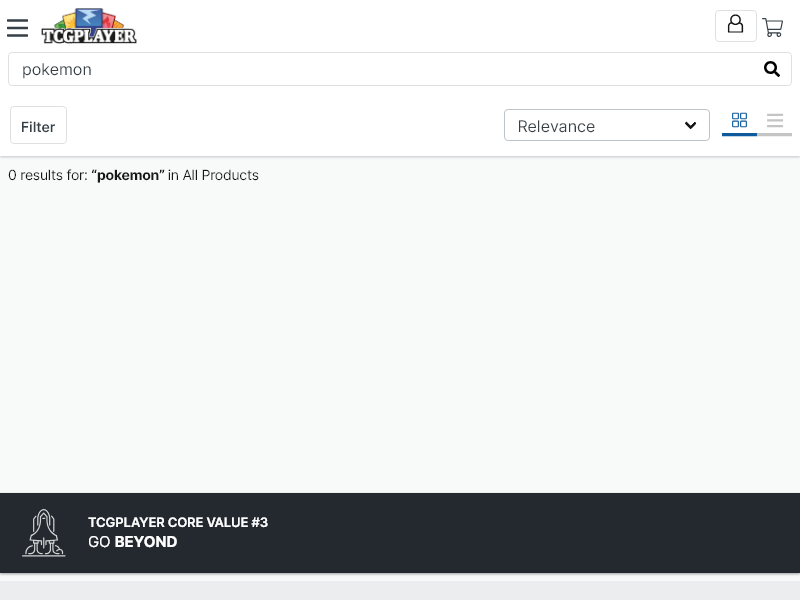 TCGPLAYER
pokemon
Filter
Relevance
0 results for: “pokemon” in All Products
TCGPLAYER CORE VALUE #3
GO BEYOND